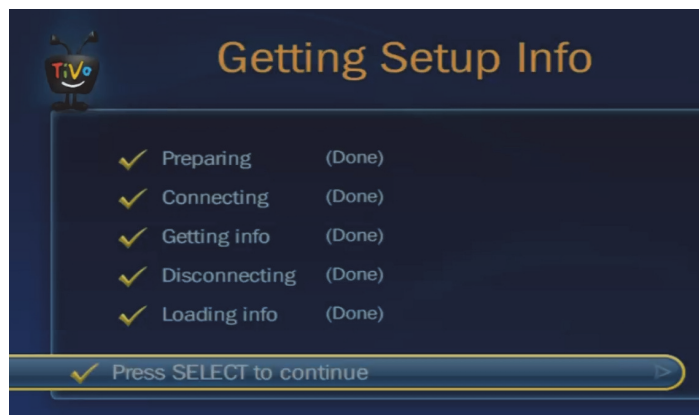 TiVo
Getting Setup Info
Preparing (Done)
Connecting (Done)
Getting info (Done)
Disconnecting (Done)
Loading info (Done)
Press SELECT to continue